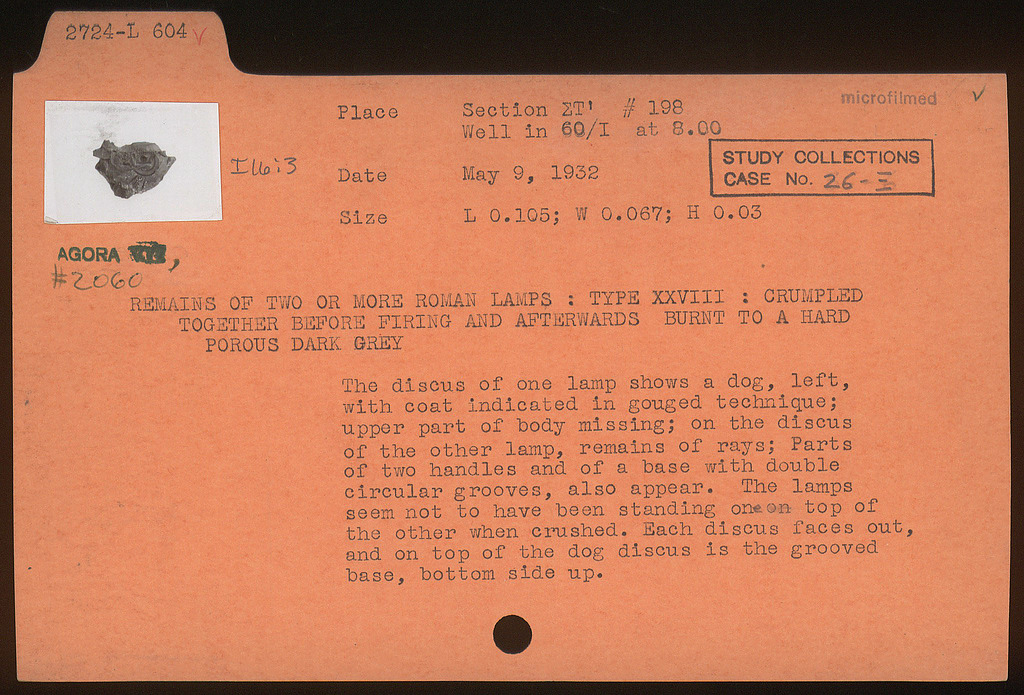 2724-L 604 ✓
microfilmed ✓
Place Section ΣΤ' # 198
Well in 60/I at 8.00
I16:3
Date May 9, 1932
STUDY COLLECTIONS
CASE No. 26-Ξ
Size L 0.105; W 0.067; H 0.03
AGORA
#2060
REMAINS OF TWO OR MORE ROMAN LAMPS : TYPE XXVIII : CRUMPLED
TOGETHER BEFORE FIRING AND AFTERWARDS BURNT TO A HARD
POROUS DARK GREY
The discus of one lamp shows a dog, left,
with coat indicated in gouged technique;
upper part of body missing; on the discus
of the other lamp, remains of rays; Parts
of two handles and of a base with double
circular grooves, also appear. The lamps
seem not to have been standing one on top of
the other when crushed. Each discus faces out,
and on top of the dog discus is the grooved
base, bottom side up.